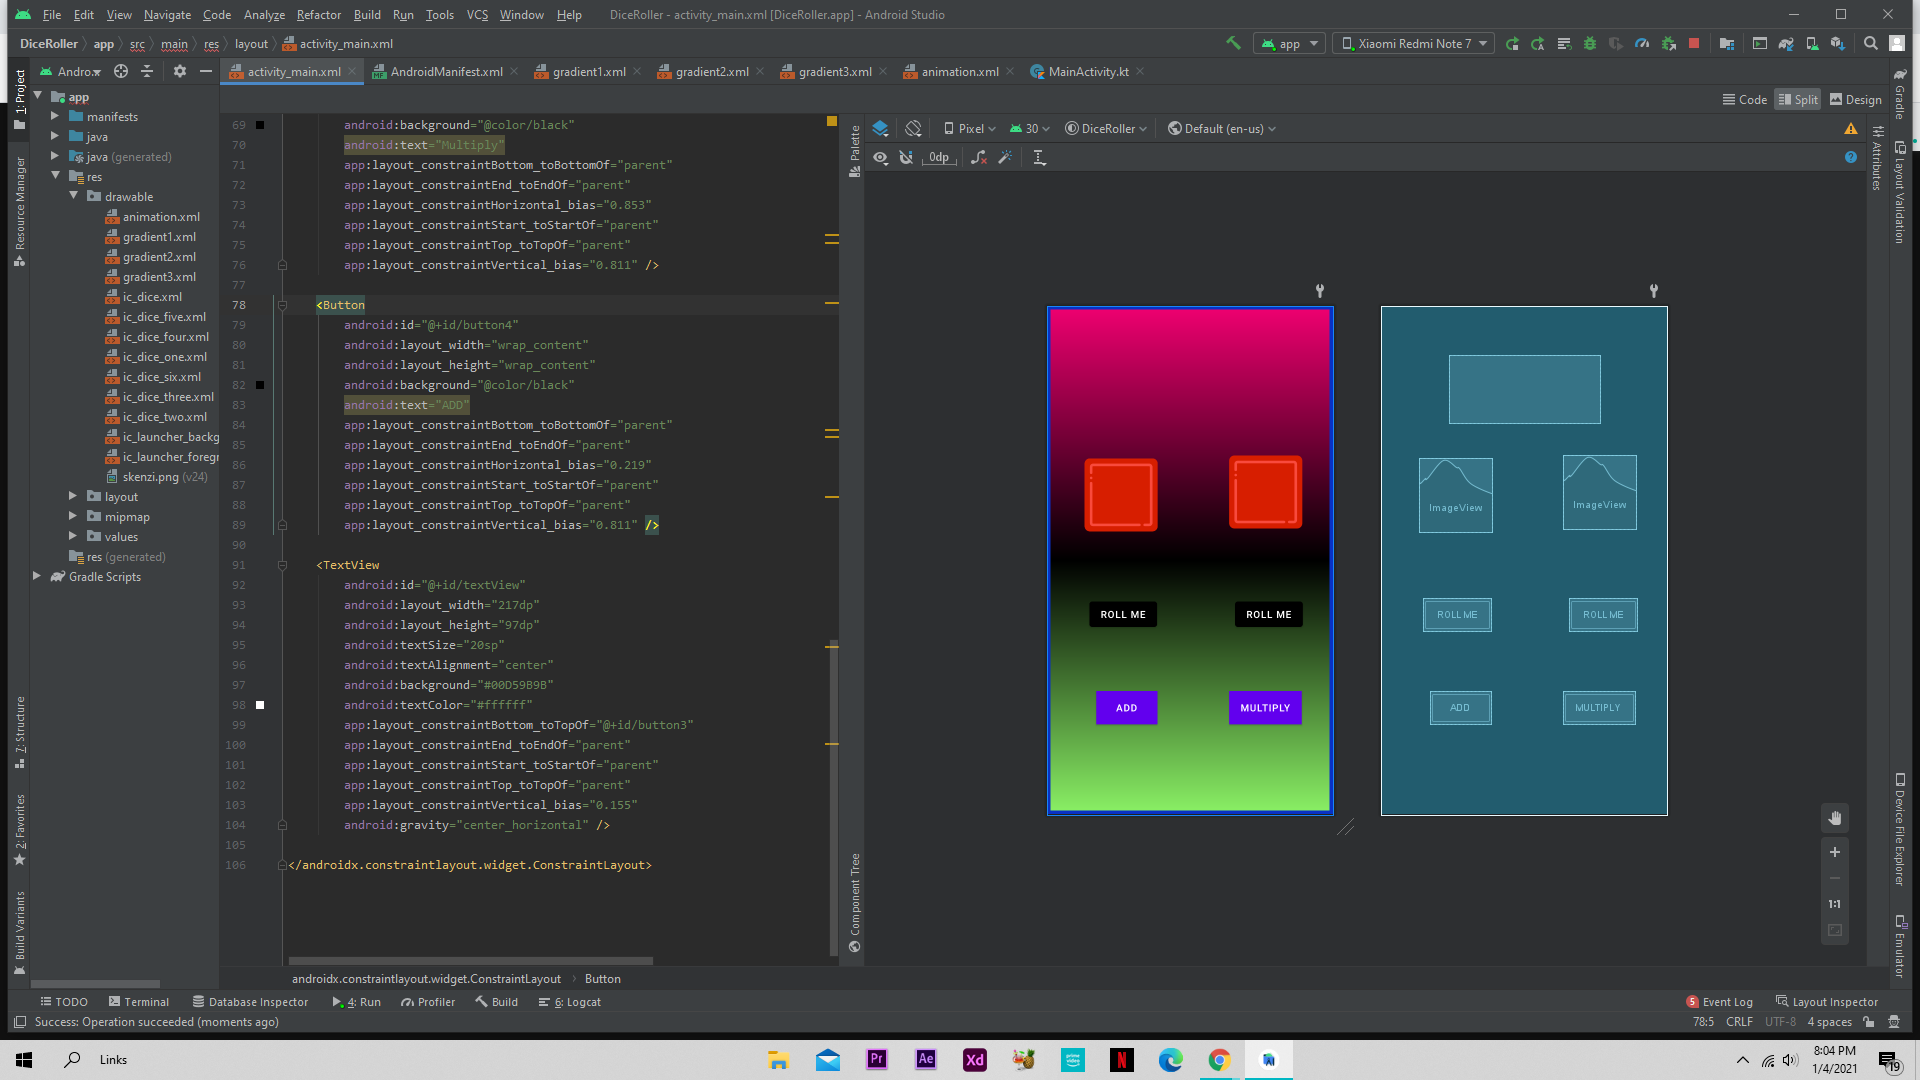 File Edit View Navigate Code Analyze Refactor Build Run Tools VCS Window Help DiceRoller - activity_main.xml [DiceRoller.app] - Android Studio
DiceRoller app src main res layout activity_main.xml
app Xiaomi Redmi Note 7
Andro.
activity_main.xml AndroidManifest.xml gradient1.xml gradient2.xml gradient3.xml animation.xml MainActivity.kt
Code Split Design
1: Project
Resource Manager
7: Structure
2: Favorites
Build Variants
app
manifests
java
java (generated)
res
drawable
animation.xml
gradient1.xml
gradient2.xml
gradient3.xml
ic_dice.xml
ic_dice_five.xml
ic_dice_four.xml
ic_dice_one.xml
ic_dice_six.xml
ic_dice_three.xml
ic_dice_two.xml
ic_launcher_backg
ic_launcher_foregr
skenzi.png (v24)
layout
mipmap
values
res (generated)
Gradle Scripts
69 android:background="@color/black"
70 android:text="Multiply"
71 app:layout_constraintBottom_toBottomOf="parent"
72 app:layout_constraintEnd_toEndOf="parent"
73 app:layout_constraintHorizontal_bias="0.853"
74 app:layout_constraintStart_toStartOf="parent"
75 app:layout_constraintTop_toTopOf="parent"
76 app:layout_constraintVertical_bias="0.811" />
77
78 <Button
79 android:id="@+id/button4"
80 android:layout_width="wrap_content"
81 android:layout_height="wrap_content"
82 android:background="@color/black"
83 android:text="ADD"
84 app:layout_constraintBottom_toBottomOf="parent"
85 app:layout_constraintEnd_toEndOf="parent"
86 app:layout_constraintHorizontal_bias="0.219"
87 app:layout_constraintStart_toStartOf="parent"
88 app:layout_constraintTop_toTopOf="parent"
89 app:layout_constraintVertical_bias="0.811" />
90
91 <TextView
92 android:id="@+id/textView"
93 android:layout_width="217dp"
94 android:layout_height="97dp"
95 android:textSize="20sp"
96 android:textAlignment="center"
97 android:background="#00D59B9B"
98 android:textColor="#ffffff"
99 app:layout_constraintBottom_toTopOf="@+id/button3"
100 app:layout_constraintEnd_toEndOf="parent"
101 app:layout_constraintStart_toStartOf="parent"
102 app:layout_constraintTop_toTopOf="parent"
103 app:layout_constraintVertical_bias="0.155"
104 android:gravity="center_horizontal" />
105
106 </androidx.constraintlayout.widget.ConstraintLayout>
androidx.constraintlayout.widget.ConstraintLayout Button
Palette
Component Tree
Pixel 30 DiceRoller Default (en-us)
0dp
ROLL ME ROLL ME
ADD MULTIPLY
ImageView ImageView
ROLL ME ROLL ME
ADD MULTIPLY
1:1
Attributes
Gradle
Layout Validation
Device File Explorer
Emulator
TODO Terminal Database Inspector 4: Run Profiler Build 6: Logcat 5 Event Log Layout Inspector
Success: Operation succeeded (moments ago) 78:5 CRLF UTF-8 4 spaces
Links
Pr Ae Xd prime video N
8:04 PM
1/4/2021
19